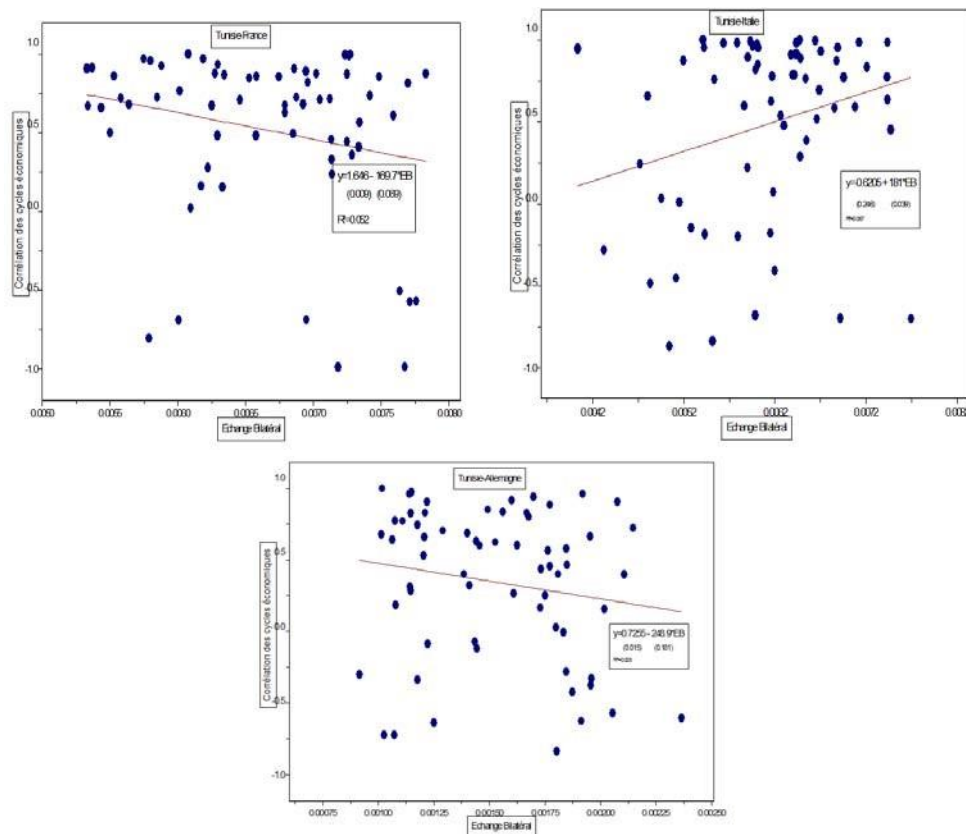 Tunisie-France
Corrélation des cycles économiques
1.0
0.5
0.0
-0.5
-1.0
y=1.646 - 169.7*EB
(0.009) (0.089)
R²=0.052
0.0050 0.0055 0.0060 0.0065 0.0070 0.0075 0.0080
Echange Bilatéral
Tunisie-Italie
Corrélation des cycles économiques
1.0
0.5
0.0
-0.5
-1.0
y=-0.6205 + 181*EB
0.0042 0.0052 0.0062 0.0072
Echange Bilatéral
Tunisie-Allemagne
Corrélation des cycles économiques
1.0
0.5
0.0
-0.5
-1.0
y=0.7255 - 248.9*EB
(0.015) (0.181)
0.00075 0.00100 0.00125 0.00150 0.00175 0.00200 0.00225 0.00250
Echange Bilatéral